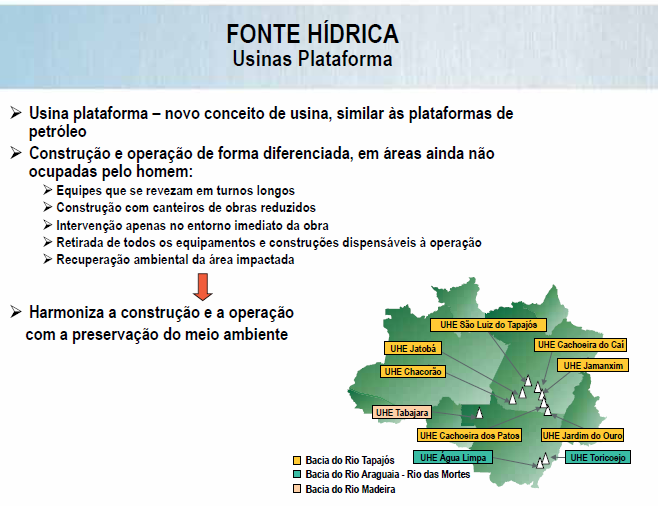 FONTE HÍDRICA
Usinas Plataforma
Usina plataforma – novo conceito de usina, similar às plataformas de
petróleo
Construção e operação de forma diferenciada, em áreas ainda não
ocupadas pelo homem:
Equipes que se revezam em turnos longos
Construção com canteiros de obras reduzidos
Intervenção apenas no entorno imediato da obra
Retirada de todos os equipamentos e construções dispensáveis à operação
Recuperação ambiental da área impactada
Harmoniza a construção e a operação
com a preservação do meio ambiente
UHE São Luiz do Tapajós
UHE Jatobá
UHE Cachoeira do Caí
UHE Chacorão
UHE Jamanxim
UHE Tabajara
UHE Cachoeira dos Patos
UHE Jardim do Ouro
UHE Água Limpa
UHE Toricoejo
Bacia do Rio Tapajós
Bacia do Rio Araguaia - Rio das Mortes
Bacia do Rio Madeira